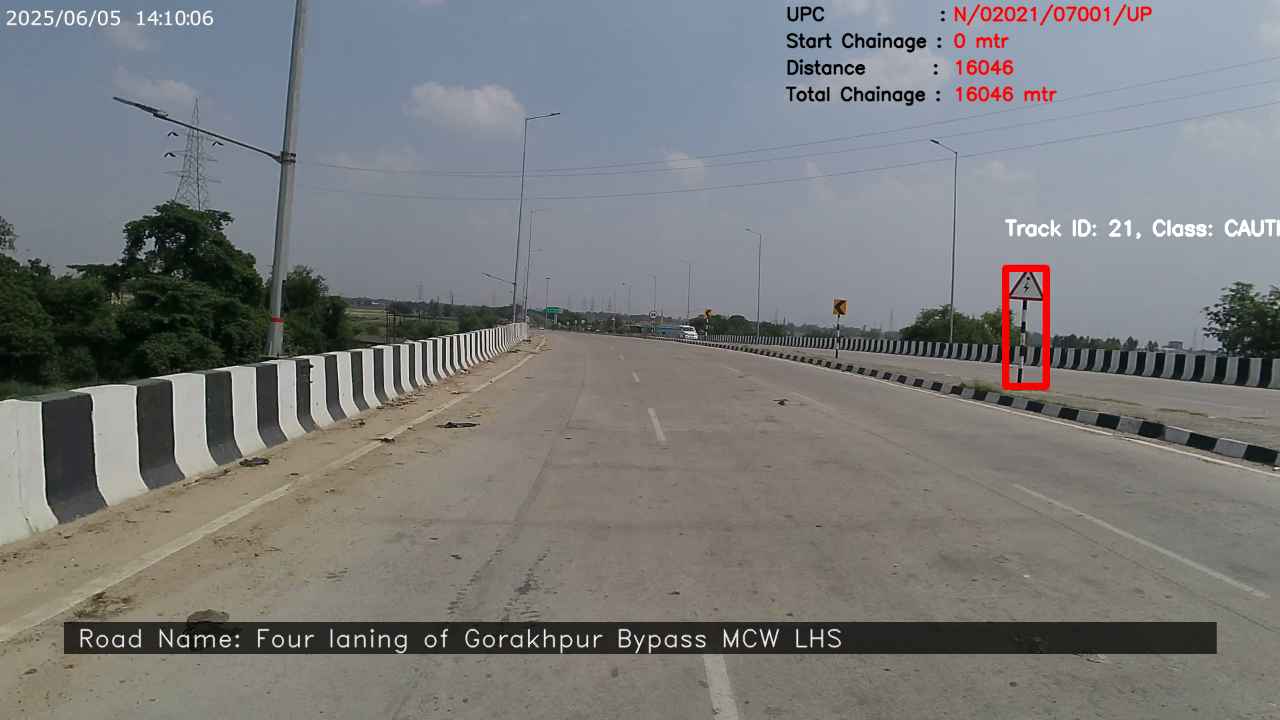 2025/06/05 14:10:06
UPC : N/02021/07001/UP
Start Chainage : 0 mtr
Distance : 16046
Total Chainage : 16046 mtr
Track ID: 21, Class: CAUTI
Road Name: Four laning of Gorakhpur Bypass MCW LHS